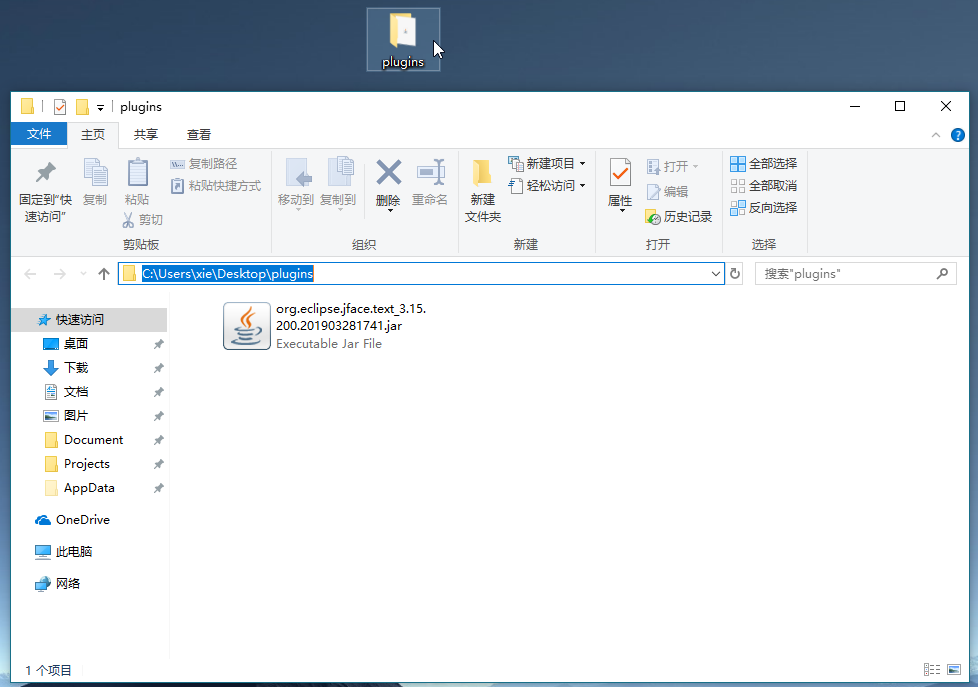 plugins
plugins
文件
主页
共享
查看
固定到"快
速访问"
复制
粘贴
复制路径
粘贴快捷方式
剪切
剪贴板
移动到
复制到
删除
重命名
组织
新建
文件夹
新建项目
轻松访问
新建
属性
打开
编辑
历史记录
打开
全部选择
全部取消
反向选择
选择
C:\Users\xie\Desktop\plugins
搜索"plugins"
快速访问
桌面
下载
文档
图片
Document
Projects
AppData
OneDrive
此电脑
网络
org.eclipse.jface.text_3.15.
200.201903281741.jar
Executable Jar File
1 个项目